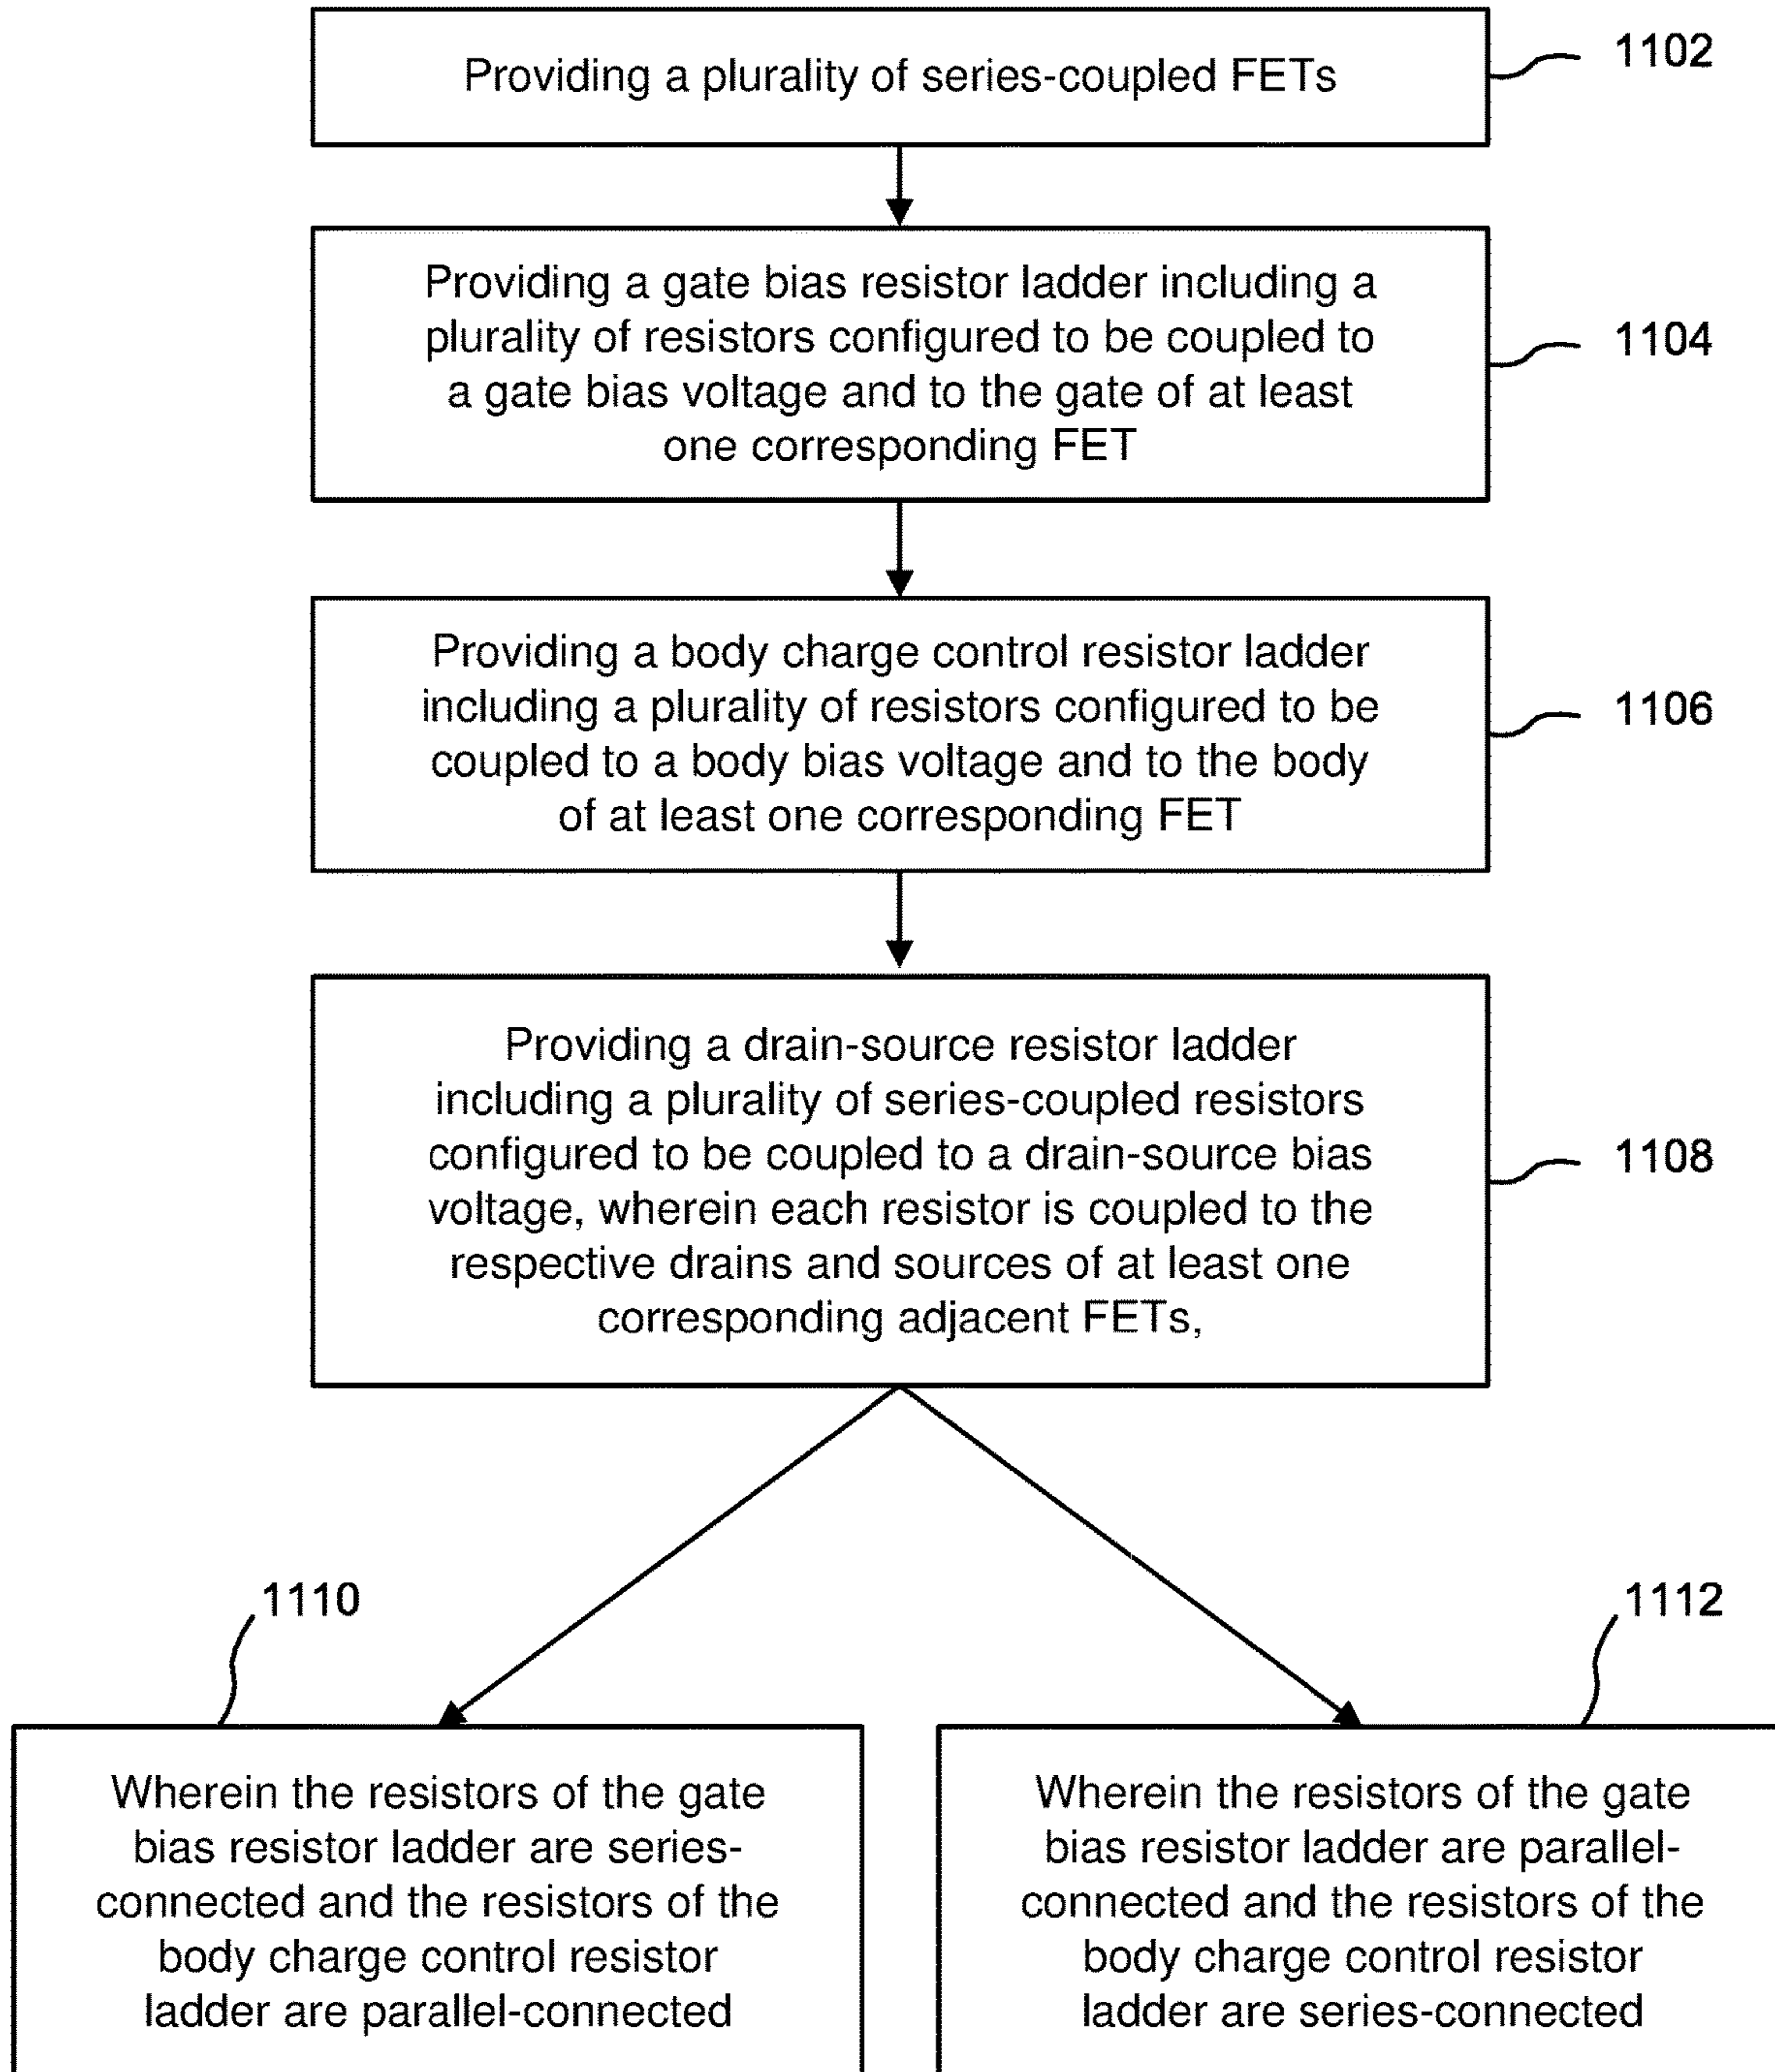 Providing a plurality of series-coupled FETs
1102
Providing a gate bias resistor ladder including a
plurality of resistors configured to be coupled to
a gate bias voltage and to the gate of at least
one corresponding FET
1104
Providing a body charge control resistor ladder
including a plurality of resistors configured to be
coupled to a body bias voltage and to the body
of at least one corresponding FET
1106
Providing a drain-source resistor ladder
including a plurality of series-coupled resistors
configured to be coupled to a drain-source bias
voltage, wherein each resistor is coupled to the
respective drains and sources of at least one
corresponding adjacent FETs,
1108
1110
Wherein the resistors of the gate
bias resistor ladder are series-
connected and the resistors of the
body charge control resistor
ladder are parallel-connected
1112
Wherein the resistors of the gate
bias resistor ladder are parallel-
connected and the resistors of the
body charge control resistor
ladder are series-connected